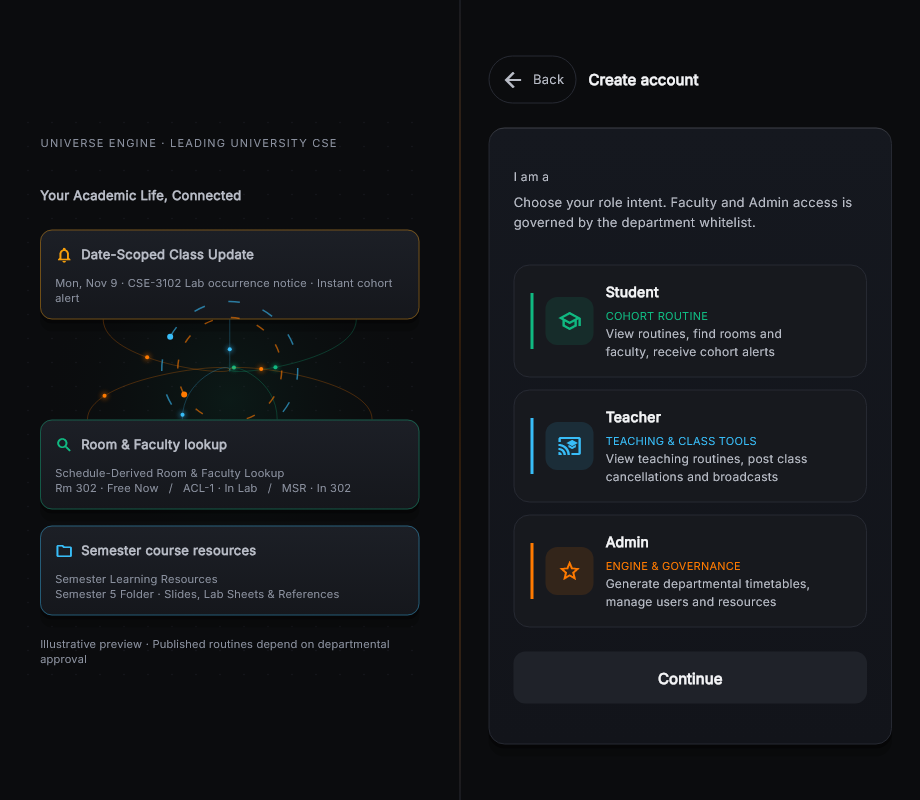 UNIVERSE ENGINE · LEADING UNIVERSITY CSE
Your Academic Life, Connected
Date-Scoped Class Update
Mon, Nov 9 · CSE-3102 Lab occurrence notice · Instant cohort
alert
Room & Faculty lookup
Schedule-Derived Room & Faculty Lookup
Rm 302 · Free Now / ACL-1 · In Lab / MSR · In 302
Semester course resources
Semester Learning Resources
Semester 5 Folder · Slides, Lab Sheets & References
Illustrative preview · Published routines depend on departmental
approval
Back
Create account
I am a
Choose your role intent. Faculty and Admin access is
governed by the department whitelist.
Student
COHORT ROUTINE
View routines, find rooms and
faculty, receive cohort alerts
Teacher
TEACHING & CLASS TOOLS
View teaching routines, post class
cancellations and broadcasts
Admin
ENGINE & GOVERNANCE
Generate departmental timetables,
manage users and resources
Continue